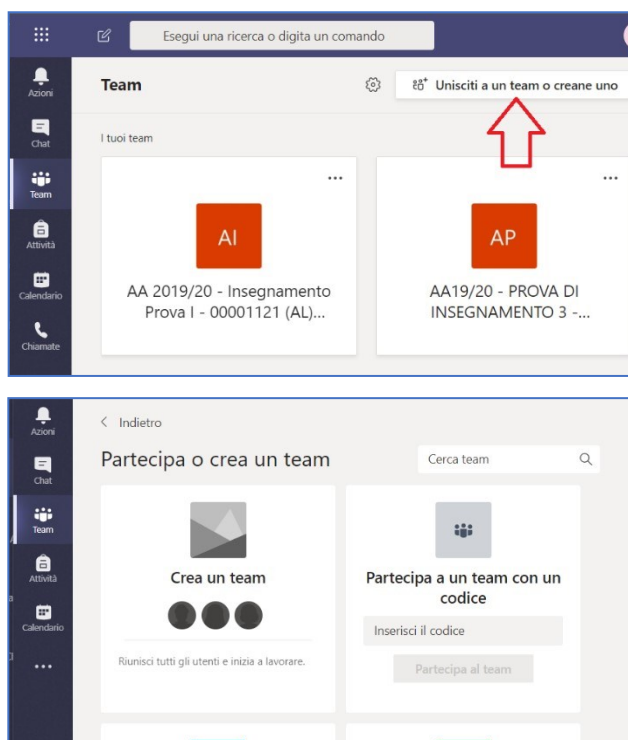 Esegui una ricerca o digita un comando
Azioni
Chat
Team
Attività
Calendario
Chiamate
Team
Unisciti a un team o creane uno
I tuoi team
AI
AA 2019/20 - Insegnamento
Prova I - 00001121 (AL)...
AP
AA19/20 - PROVA DI
INSEGNAMENTO 3 -...
Azioni
Chat
Team
Attività
Calendario
Indietro
Partecipa o crea un team
Cerca team
Crea un team
Riunisci tutti gli utenti e inizia a lavorare.
Partecipa a un team con un
codice
Inserisci il codice
Partecipa al team